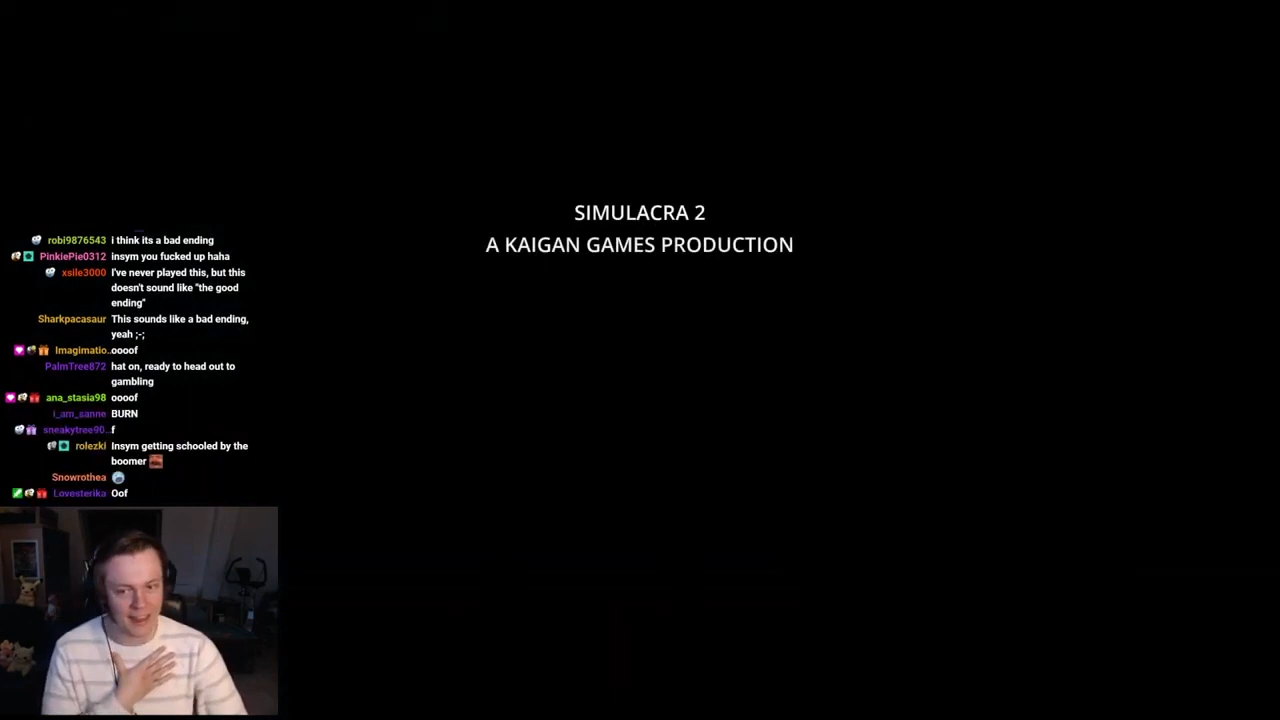 SIMULACRA 2
A KAIGAN GAMES PRODUCTION
robi9876543 i think its a bad ending
PinkiePie0312 insym you fucked up haha
xsile3000 I've never played this, but this
doesn't sound like "the good
ending"
Sharkpacasaur This sounds like a bad ending,
yeah ;-;
Imagimatio.. oooof
PalmTree872 hat on, ready to head out to
gambling
ana_stasia98 oooof
i_am_sanne BURN
sneakytree90.. f
rolezki Insym getting schooled by the
boomer
Snowrothea
Lovesterika Oof